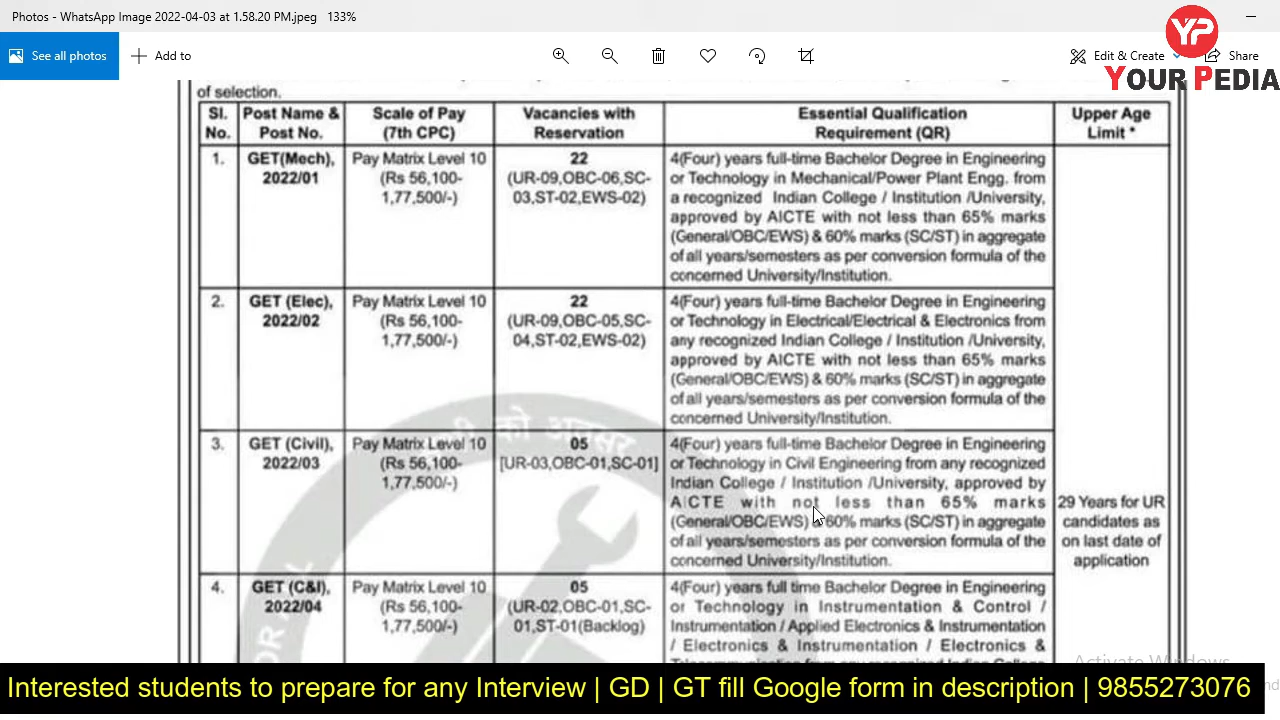 Photos - WhatsApp Image 2022-04-03 at 1.58.20 PM.jpeg 133%
See all photos
Add to
Edit & Create
Share
YP
YOUR PEDIA
of selection.
Sl. No.
Post Name & Post No.
Scale of Pay (7th CPC)
Vacancies with Reservation
Essential Qualification Requirement (QR)
Upper Age Limit *
1.
GET(Mech),
2022/01
Pay Matrix Level 10
(Rs 56,100-
1,77,500/-)
22
(UR-09,OBC-06,SC-
03,ST-02,EWS-02)
4(Four) years full-time Bachelor Degree in Engineering
or Technology in Mechanical/Power Plant Engg. from
a recognized Indian College / Institution /University,
approved by AICTE with not less than 65% marks
(General/OBC/EWS) & 60% marks (SC/ST) in aggregate
of all years/semesters as per conversion formula of the
concerned University/Institution.
2.
GET (Elec),
2022/02
Pay Matrix Level 10
(Rs 56,100-
1,77,500/-)
22
(UR-09,OBC-05,SC-
04,ST-02,EWS-02)
4(Four) years full-time Bachelor Degree in Engineering
or Technology in Electrical/Electrical & Electronics from
any recognized Indian College / Institution /University,
approved by AICTE with not less than 65% marks
(General/OBC/EWS) & 60% marks (SC/ST) in aggregate
of all years/semesters as per conversion formula of the
concerned University/Institution.
3.
GET (Civil),
2022/03
Pay Matrix Level 10
(Rs 56,100-
1,77,500/-)
05
[UR-03,OBC-01,SC-01]
4(Four) years full-time Bachelor Degree in Engineering
or Technology in Civil Engineering from any recognized
Indian College / Institution /University, approved by
AICTE with not less than 65% marks
(General/OBC/EWS) & 60% marks (SC/ST) in aggregate
of all years/semesters as per conversion formula of the
concerned University/Institution.
29 Years for UR
candidates as
on last date of
application
4.
GET (C&I),
2022/04
Pay Matrix Level 10
(Rs 56,100-
1,77,500/-)
05
(UR-02,OBC-01,SC-
01,ST-01(Backlog)
4(Four) years full time Bachelor Degree in Engineering
or Technology in Instrumentation & Control /
Instrumentation / Applied Electronics & Instrumentation
/ Electronics & Instrumentation / Electronics &
को अवसर
Activate Windows
Interested students to prepare for any Interview | GD | GT fill Google form in description | 9855273076